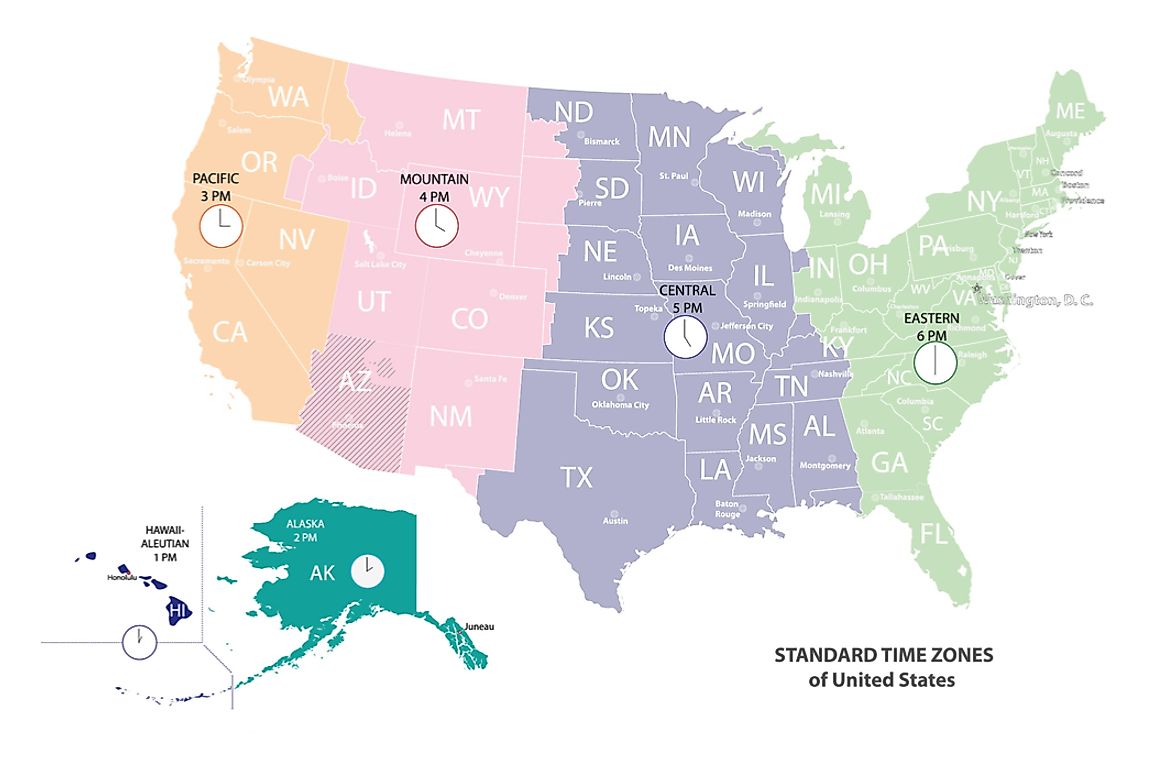 WA
Olympia
Salem
OR
PACIFIC
3 PM
NV
Sacramento
Carson City
CA
MT
Helena
Boise
ID
MOUNTAIN
4 PM
WY
Cheyenne
Salt Lake City
UT
Denver
CO
AZ
Phoenix
Santa Fe
NM
ND
Bismarck
MN
St. Paul
SD
Pierre
WI
Madison
NE
Lincoln
IA
Des Moines
IL
Springfield
CENTRAL
5 PM
Topeka
KS
Jefferson City
MO
OK
Oklahoma City
AR
Little Rock
TN
Nashville
MS
Jackson
AL
Montgomery
TX
Austin
LA
Baton
Rouge
ME
Augusta
VT
NH
Concord
MA
Boston
Providence
NY
Albany
Hartford
CT
New York
MI
Lansing
PA
Trenton
NJ
IN
Indianapolis
OH
Columbus
WV
MD
Annapolis
Dover
VA
Washington, D. C.
Richmond
Frankfort
KY
EASTERN
6 PM
Raleigh
NC
Columbia
SC
Atlanta
GA
Tallahassee
FL
HAWAII-
ALEUTIAN
1 PM
Honolulu
HI
ALASKA
2 PM
AK
Juneau
STANDARD TIME ZONES
of United States